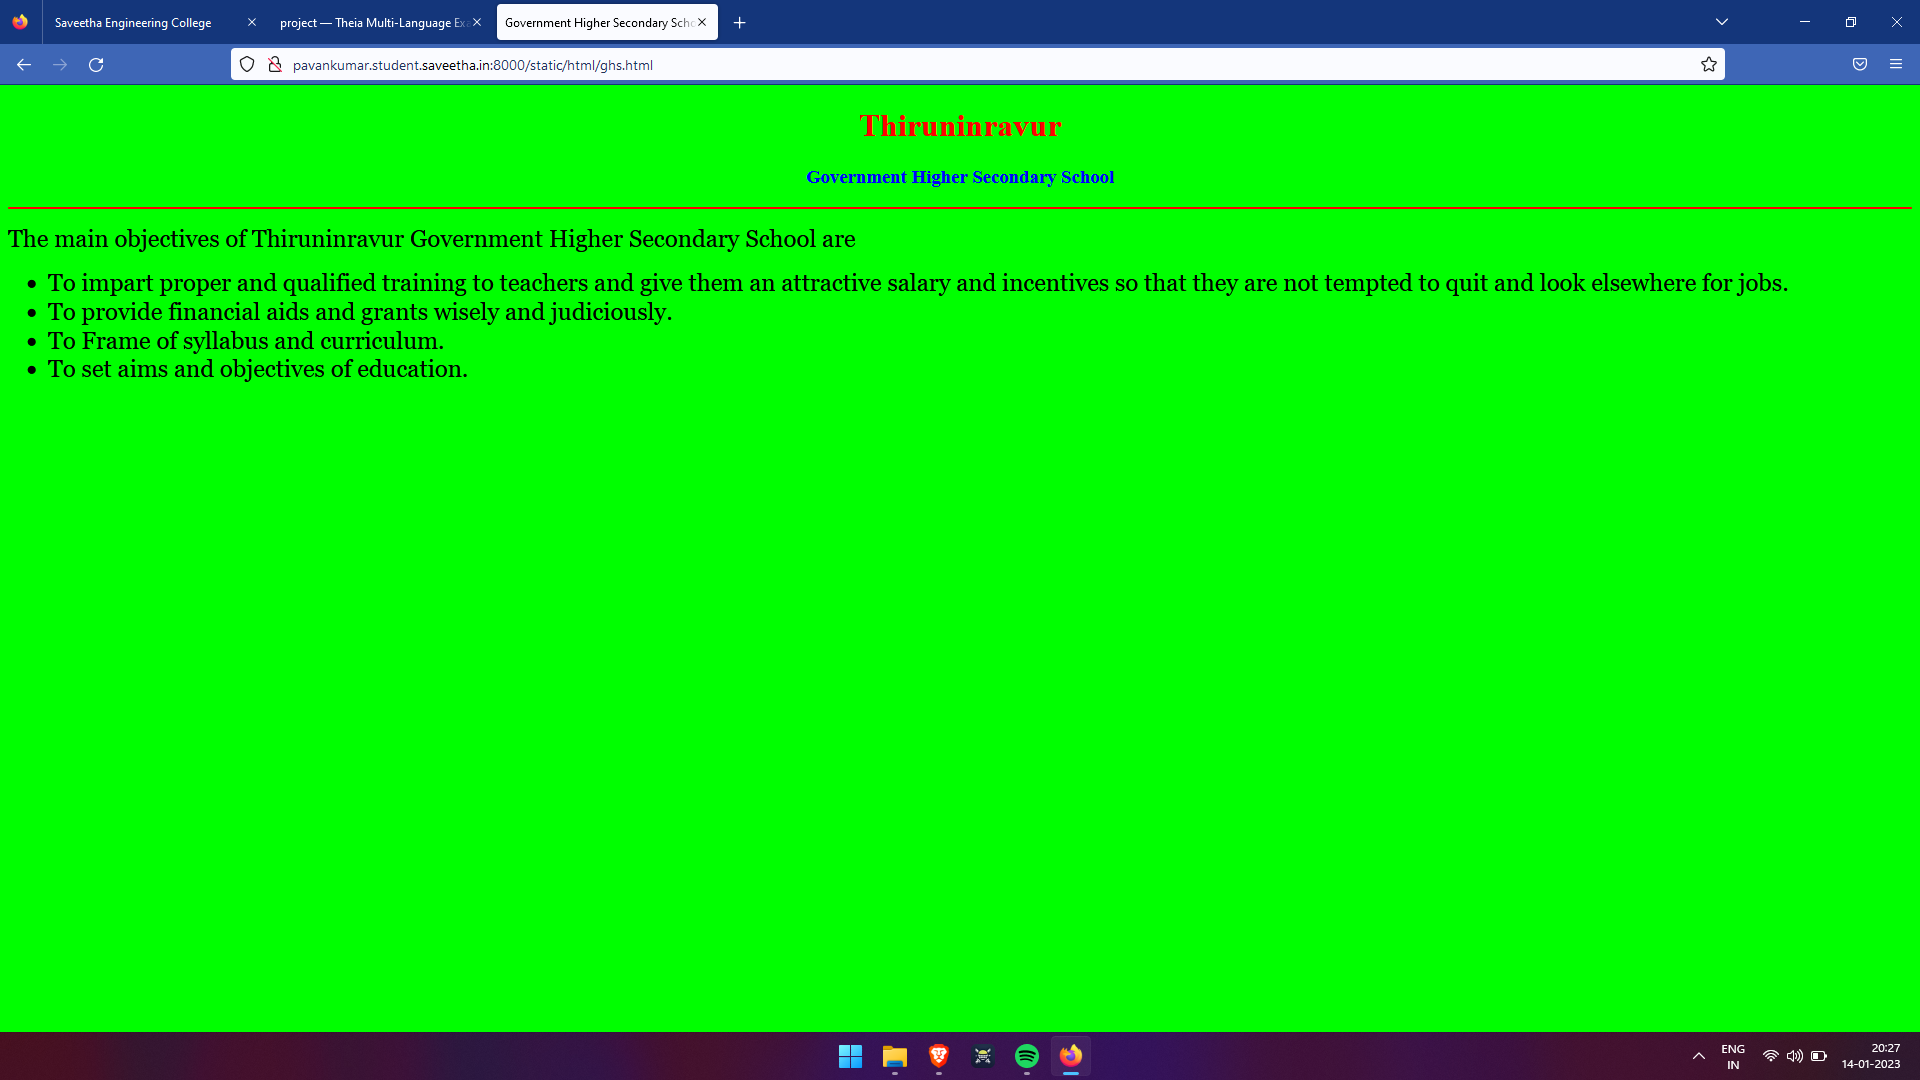 Saveetha Engineering College
project — Theia Multi-Language Exa
Government Higher Secondary Scho
pavankumar.student.saveetha.in:8000/static/html/ghs.html
Thiruninravur
Government Higher Secondary School
The main objectives of Thiruninravur Government Higher Secondary School are
To impart proper and qualified training to teachers and give them an attractive salary and incentives so that they are not tempted to quit and look elsewhere for jobs.
To provide financial aids and grants wisely and judiciously.
To Frame of syllabus and curriculum.
To set aims and objectives of education.
ENG
IN
20:27
14-01-2023